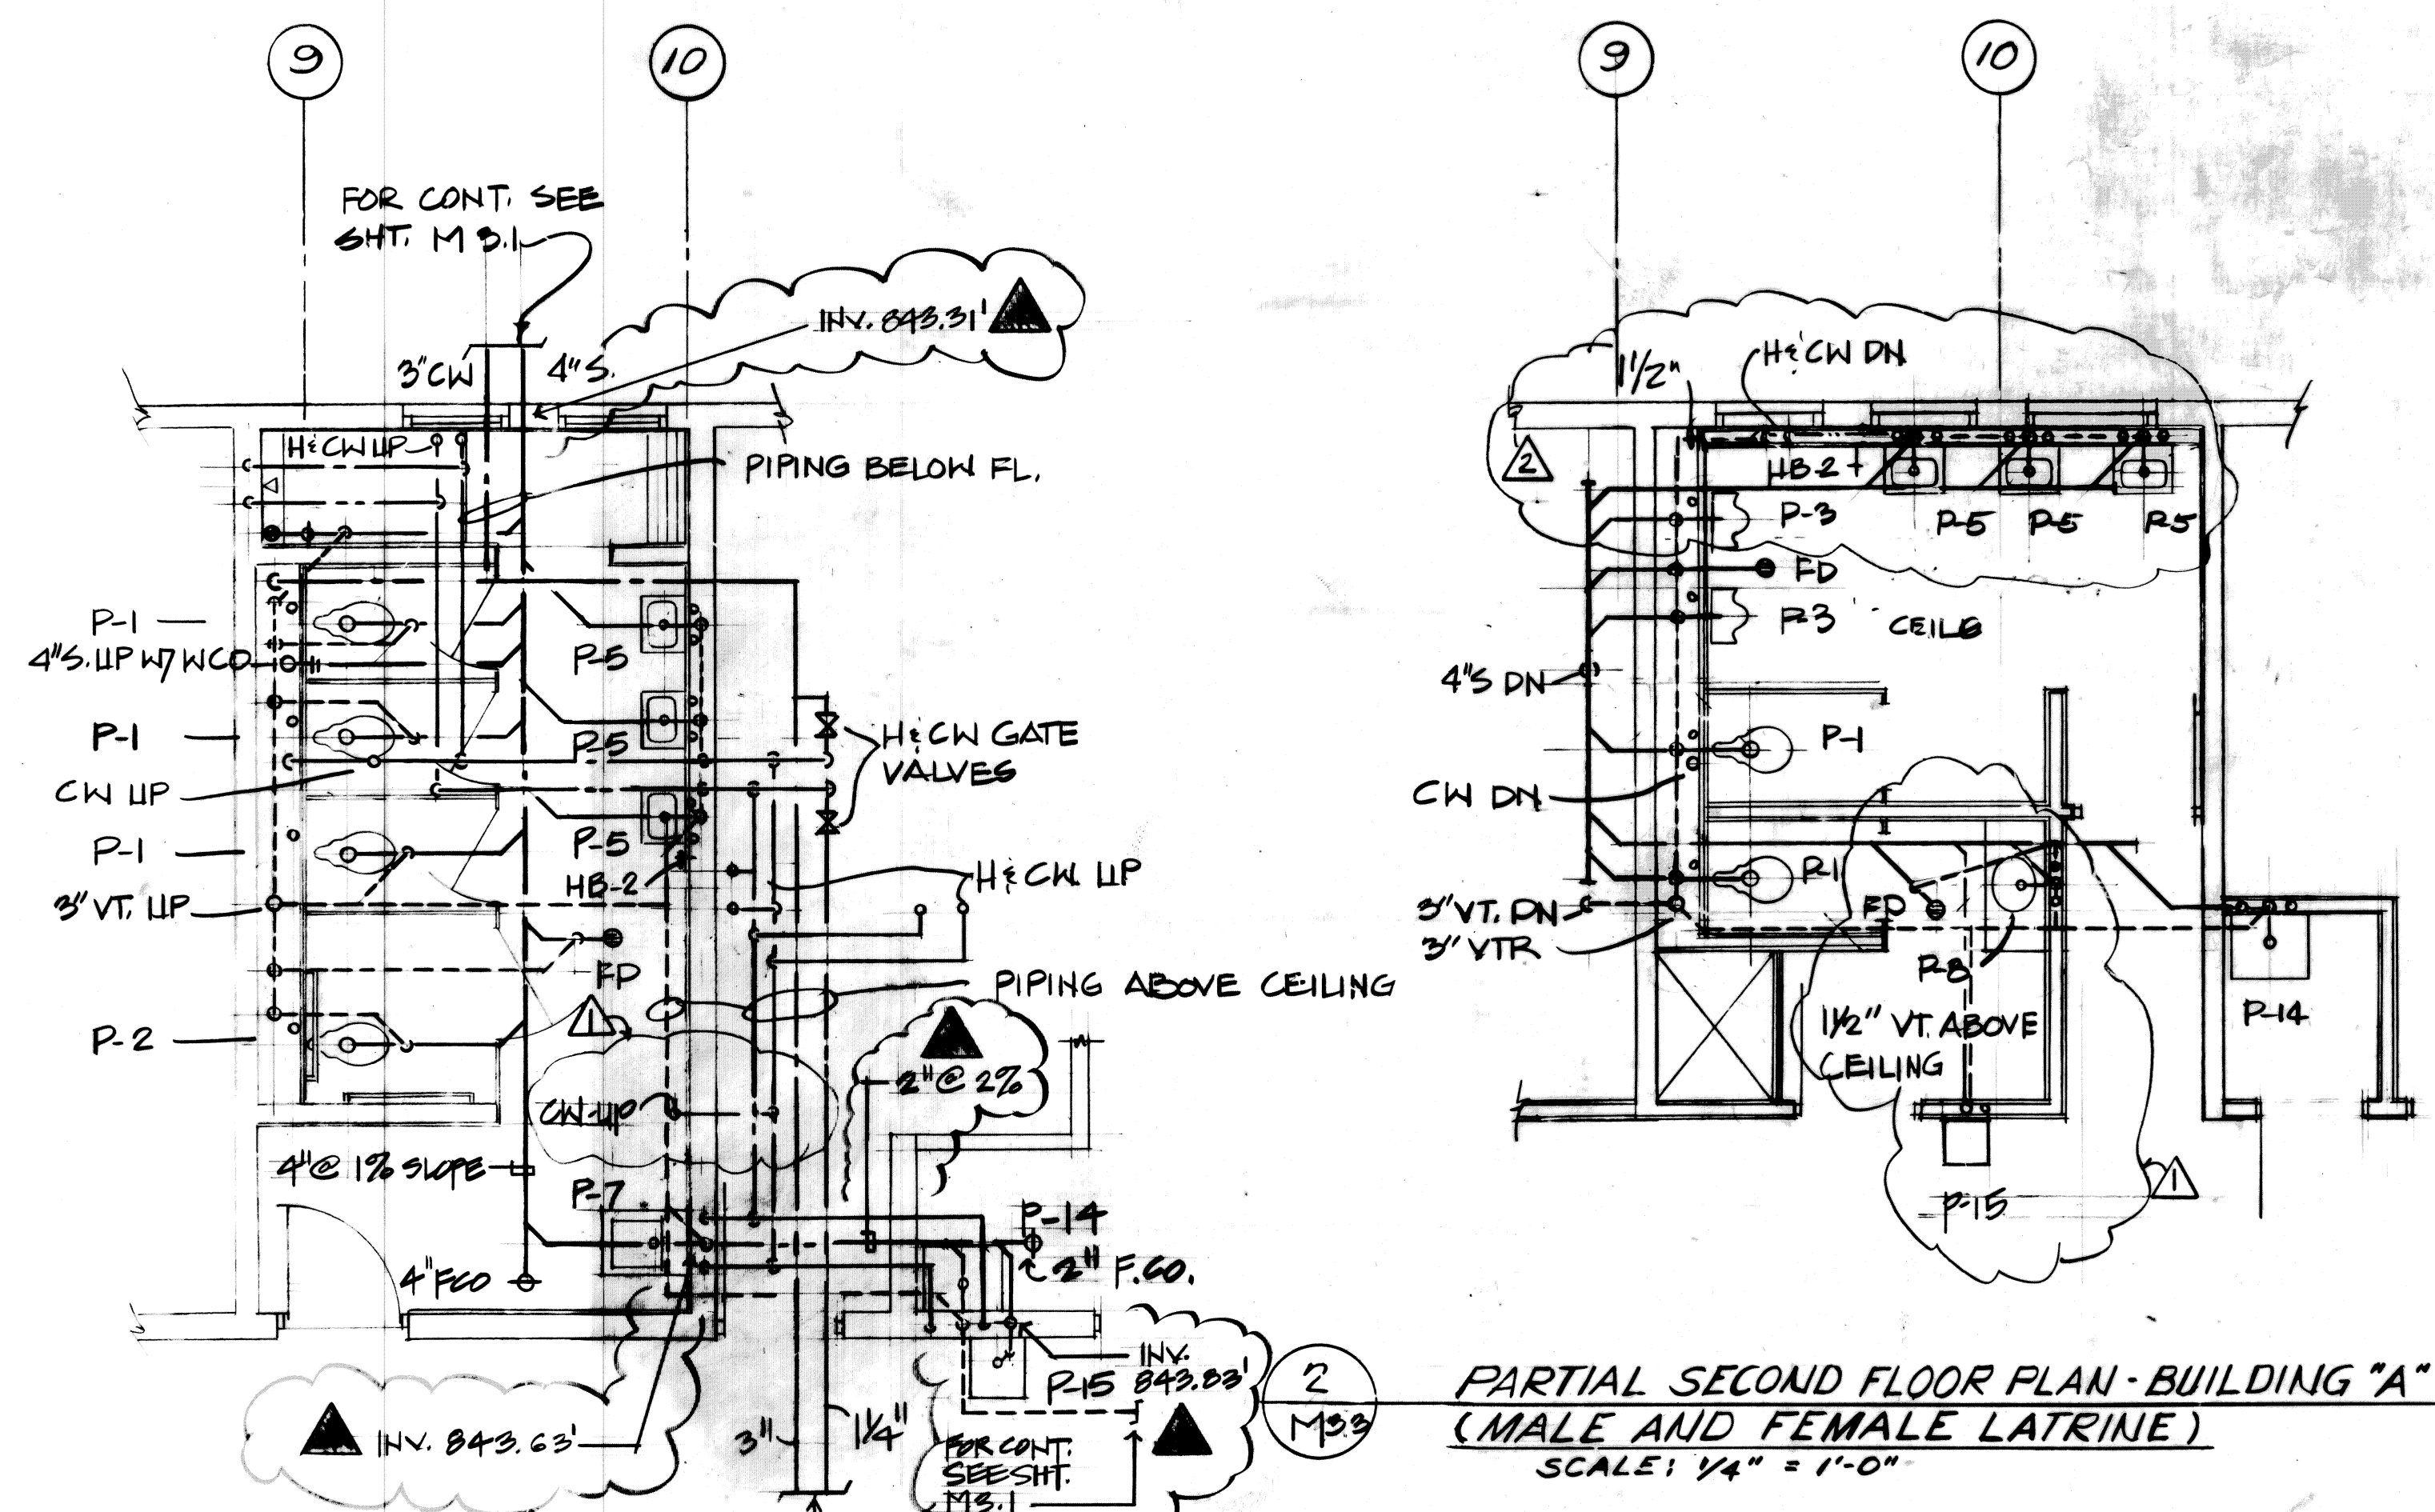 9
10
FOR CONT. SEE
SHT. M 3.1
INV. 843.31'
3"CW
4"S.
H&CW UP
PIPING BELOW FL.
P-1
4"S. UP W/ WCO
P-5
P-1
P-5
H&CW GATE
VALVES
CW UP
P-1
P-5
HB-2
H&CW UP
3" VT. UP
FD
PIPING ABOVE CEILING
1
P-2
2" @ 2%
CW UP
4"@ 1% SLOPE
P-7
P-14
2" F.CO.
4"FCO
INV.
843.83'
P-15
INV. 843.63'
3"
1¼"
FOR CONT.
SEE SHT.
M3.1
9
10
1½"
H&CW DN
2
HB-2
P-3
P-5
P-5
P-5
FD
P-3
CEILG
4"S DN
P-1
CW DN
P-1
3" VT. DN
3" VTR
FD
P-8
1½" VT. ABOVE
CEILING
P-14
P-15
1
2
M3.3
PARTIAL SECOND FLOOR PLAN - BUILDING "A"
(MALE AND FEMALE LATRINE)
SCALE: 1/4" = 1'-0"